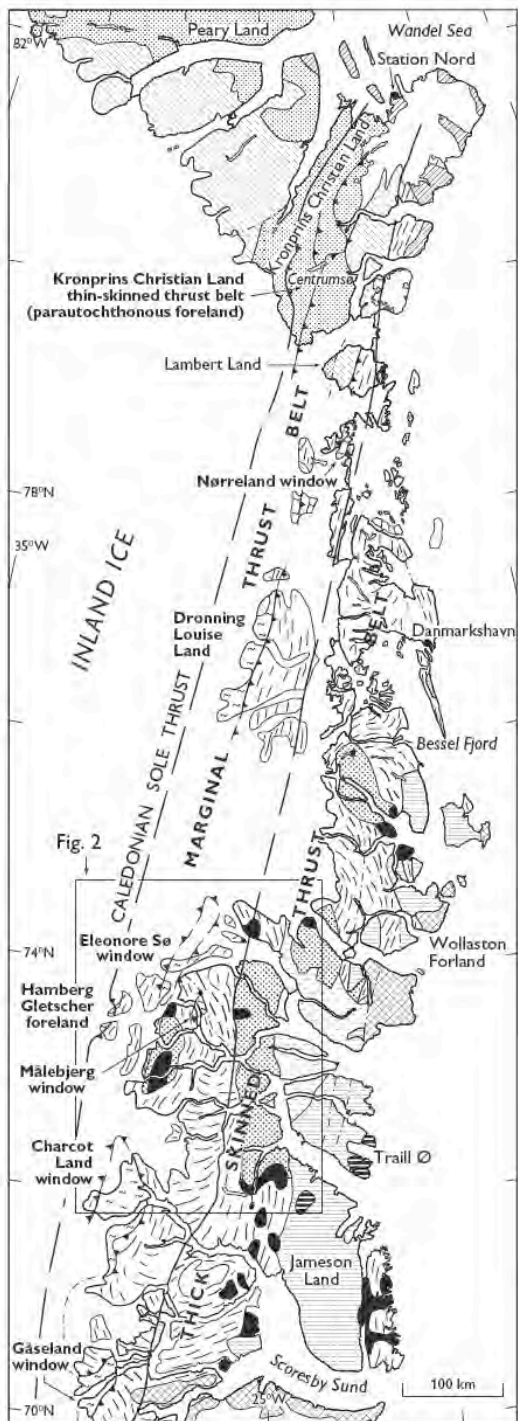 Peary Land
82°W
Wandel Sea
Station Nord
Kronprins Christian Land
Centrumsø
Kronprins Christian Land
thin-skinned thrust belt
(parautochthonous foreland)
Lambert Land
Nørreland window
78°N
35°W
INLAND ICE
CALEDONIAN SOLE THRUST
MARGINAL THRUST BELT
Dronning
Louise
Land
Danmarkshavn
Bessel Fjord
THICK SKINNED THRUST BELT
Fig. 2
Eleonore Sø
window
74°N
Wollaston
Forland
Hamberg
Gletscher
foreland
Målebjerg
window
Charcot
Land
window
Traill Ø
Jameson
Land
Gåseland
window
Scoresby Sund
70°N
25°W
100 km